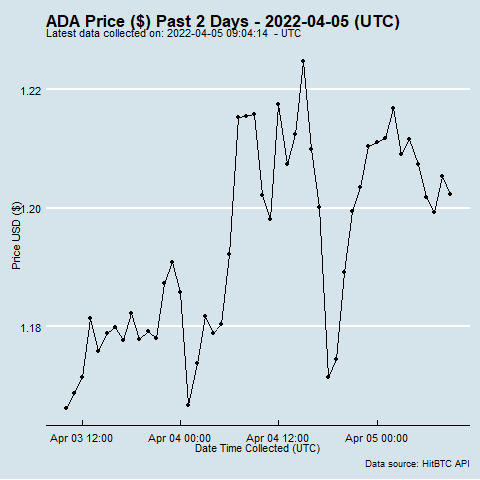 ADA Price ($) Past 2 Days - 2022-04-05 (UTC)
Latest data collected on: 2022-04-05 09:04:14  - UTC
1.22
1.20
1.18
Price USD ($)
Apr 03 12:00
Apr 04 00:00
Apr 04 12:00
Apr 05 00:00
Date Time Collected (UTC)
Data source: HitBTC API